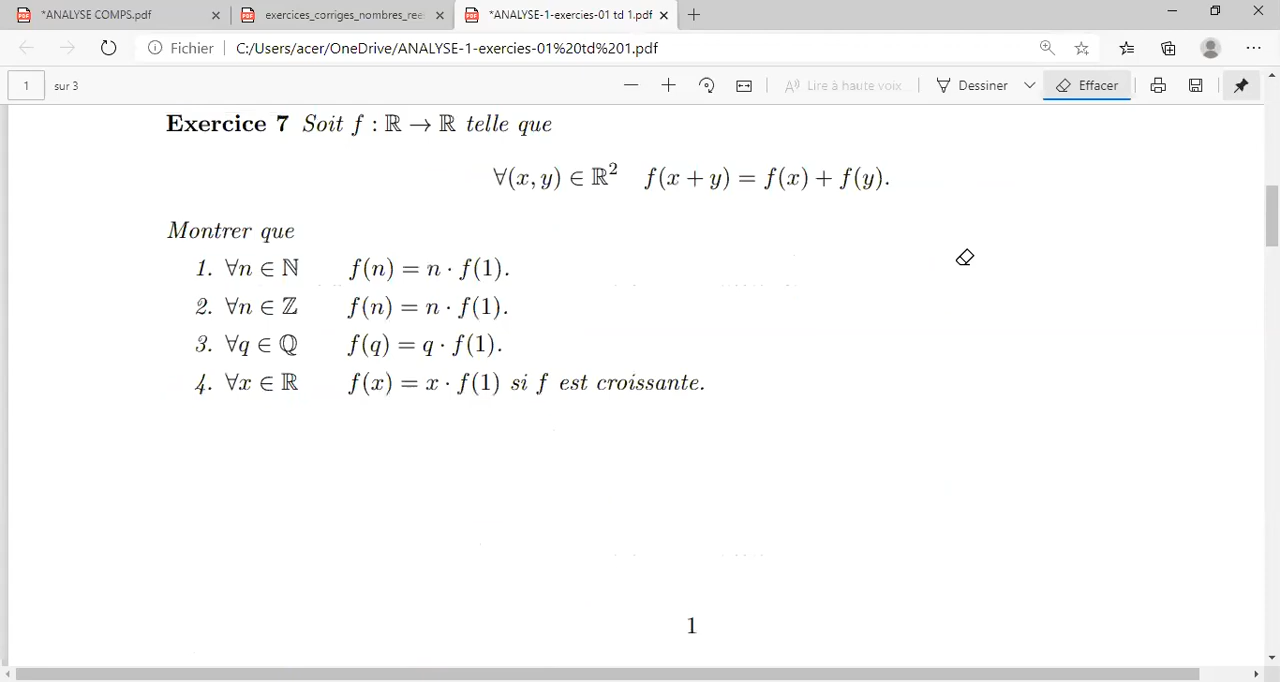 *ANALYSE COMPS.pdf
exercices_corriges_nombres_ree
*ANALYSE-1-exercies-01 td 1.pdf
Fichier
C:/Users/acer/OneDrive/ANALYSE-1-exercies-01%20td%201.pdf
1 sur 3
Lire à haute voix
Dessiner
Effacer
Exercice 7 Soit f : ℝ → ℝ telle que
∀(x, y) ∈ ℝ² f(x + y) = f(x) + f(y).
Montrer que
1. ∀n ∈ ℕ f(n) = n · f(1).
2. ∀n ∈ ℤ f(n) = n · f(1).
3. ∀q ∈ ℚ f(q) = q · f(1).
4. ∀x ∈ ℝ f(x) = x · f(1) si f est croissante.
1